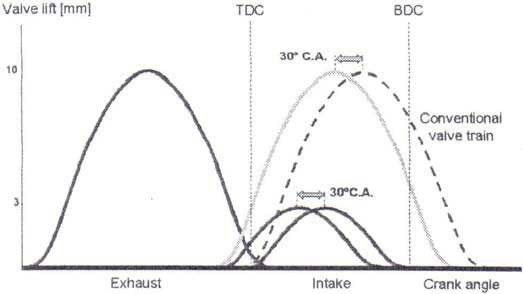 Valve lift [mm]
TDC
BDC
30° C.A.
10
Conventional
valve train
30°C.A.
3
Exhaust
Intake
Crank angle